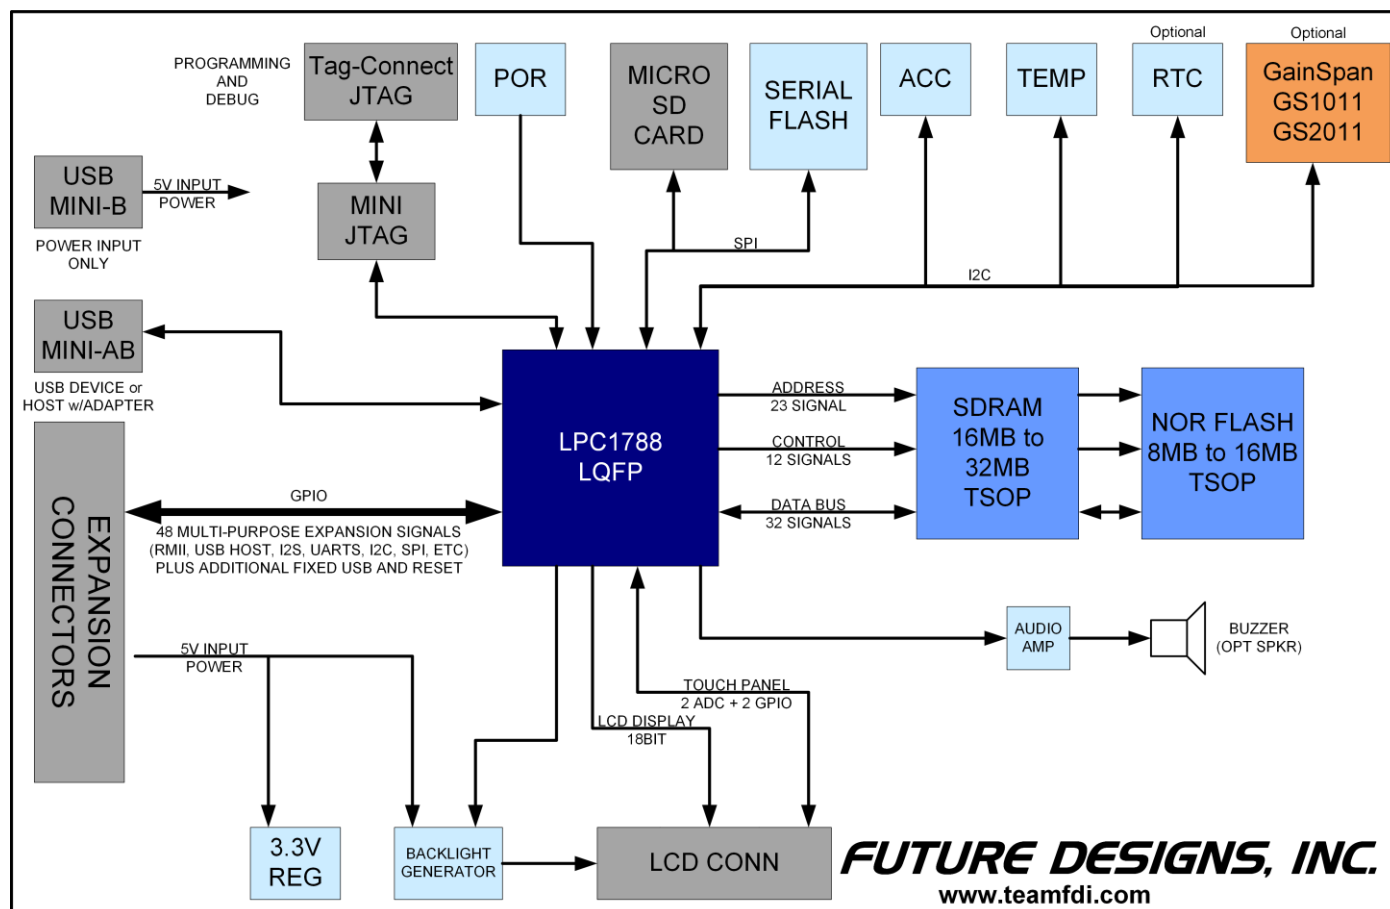 PROGRAMMING
AND
DEBUG
Tag-Connect
JTAG
POR
MICRO
SD
CARD
SERIAL
FLASH
ACC
TEMP
Optional
RTC
Optional
GainSpan
GS1011
GS2011
USB
MINI-B
5V INPUT
POWER
POWER INPUT
ONLY
MINI
JTAG
SPI
I2C
USB
MINI-AB
USB DEVICE or
HOST w/ADAPTER
LPC1788
LQFP
ADDRESS
23 SIGNAL
CONTROL
12 SIGNALS
DATA BUS
32 SIGNALS
SDRAM
16MB to
32MB
TSOP
NOR FLASH
8MB to 16MB
TSOP
EXPANSION
CONNECTORS
GPIO
48 MULTI-PURPOSE EXPANSION SIGNALS
(RMII, USB HOST, I2S, UARTS, I2C, SPI, ETC)
PLUS ADDITIONAL FIXED USB AND RESET
5V INPUT
POWER
AUDIO
AMP
BUZZER
(OPT SPKR)
TOUCH PANEL
2 ADC + 2 GPIO
LCD DISPLAY
18BIT
3.3V
REG
BACKLIGHT
GENERATOR
LCD CONN
FUTURE DESIGNS, INC.
www.teamfdi.com